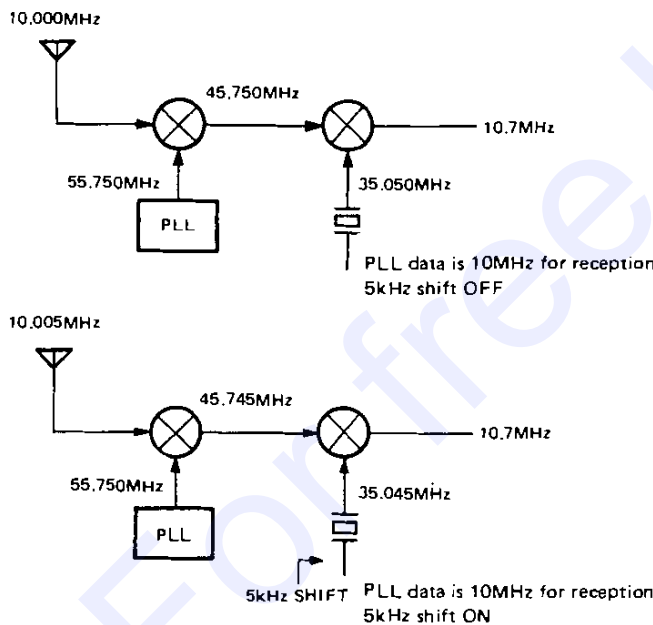 10,000MHz
45.750MHz
10.7MHz
55.750MHz
35.050MHz
PLL
PLL data is 10MHz for reception
5kHz shift OFF
10.005MHz
45.745MHz
10.7MHz
55.750MHz
35.045MHz
PLL
5kHz SHIFT
PLL data is 10MHz for reception
5kHz shift ON
For free